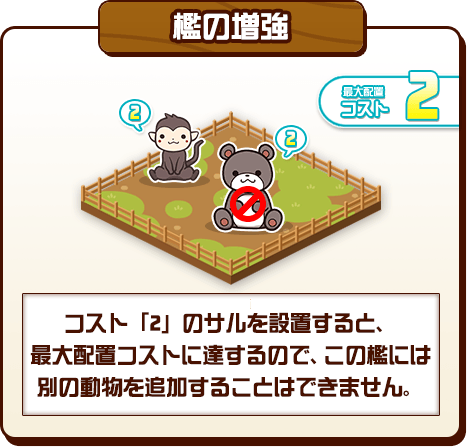 檻の増強
最大配置
コスト 2
2
2
コスト「2」のサルを設置すると、
最大配置コストに達するので、この檻には
別の動物を追加することはできません。